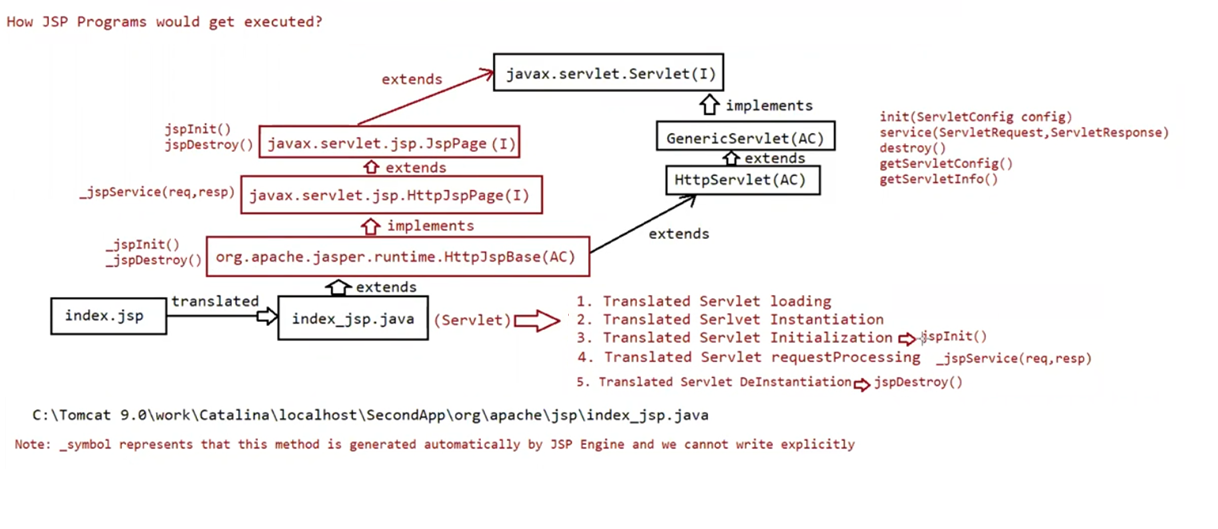 How JSP Programs would get executed?
javax.servlet.Servlet(I)
extends
implements
jspInit()
jspDestroy()
javax.servlet.jsp.JspPage(I)
GenericServlet(AC)
init(ServletConfig config)
service(ServletRequest,ServletResponse)
destroy()
getServletConfig()
getServletInfo()
extends
extends
_jspService(req,resp)
javax.servlet.jsp.HttpJspPage(I)
HttpServlet(AC)
implements
extends
_jspInit()
_jspDestroy()
org.apache.jasper.runtime.HttpJspBase(AC)
extends
index.jsp
translated
index_jsp.java
(Servlet)
1. Translated Servlet loading
2. Translated Serlvet Instantiation
3. Translated Servlet Initialization jspInit()
4. Translated Servlet requestProcessing _jspService(req,resp)
5. Translated Servlet DeInstantiation jspDestroy()
C:\Tomcat 9.0\work\Catalina\localhost\SecondApp\org\apache\jsp\index_jsp.java
Note: _symbol represents that this method is generated automatically by JSP Engine and we cannot write explicitly